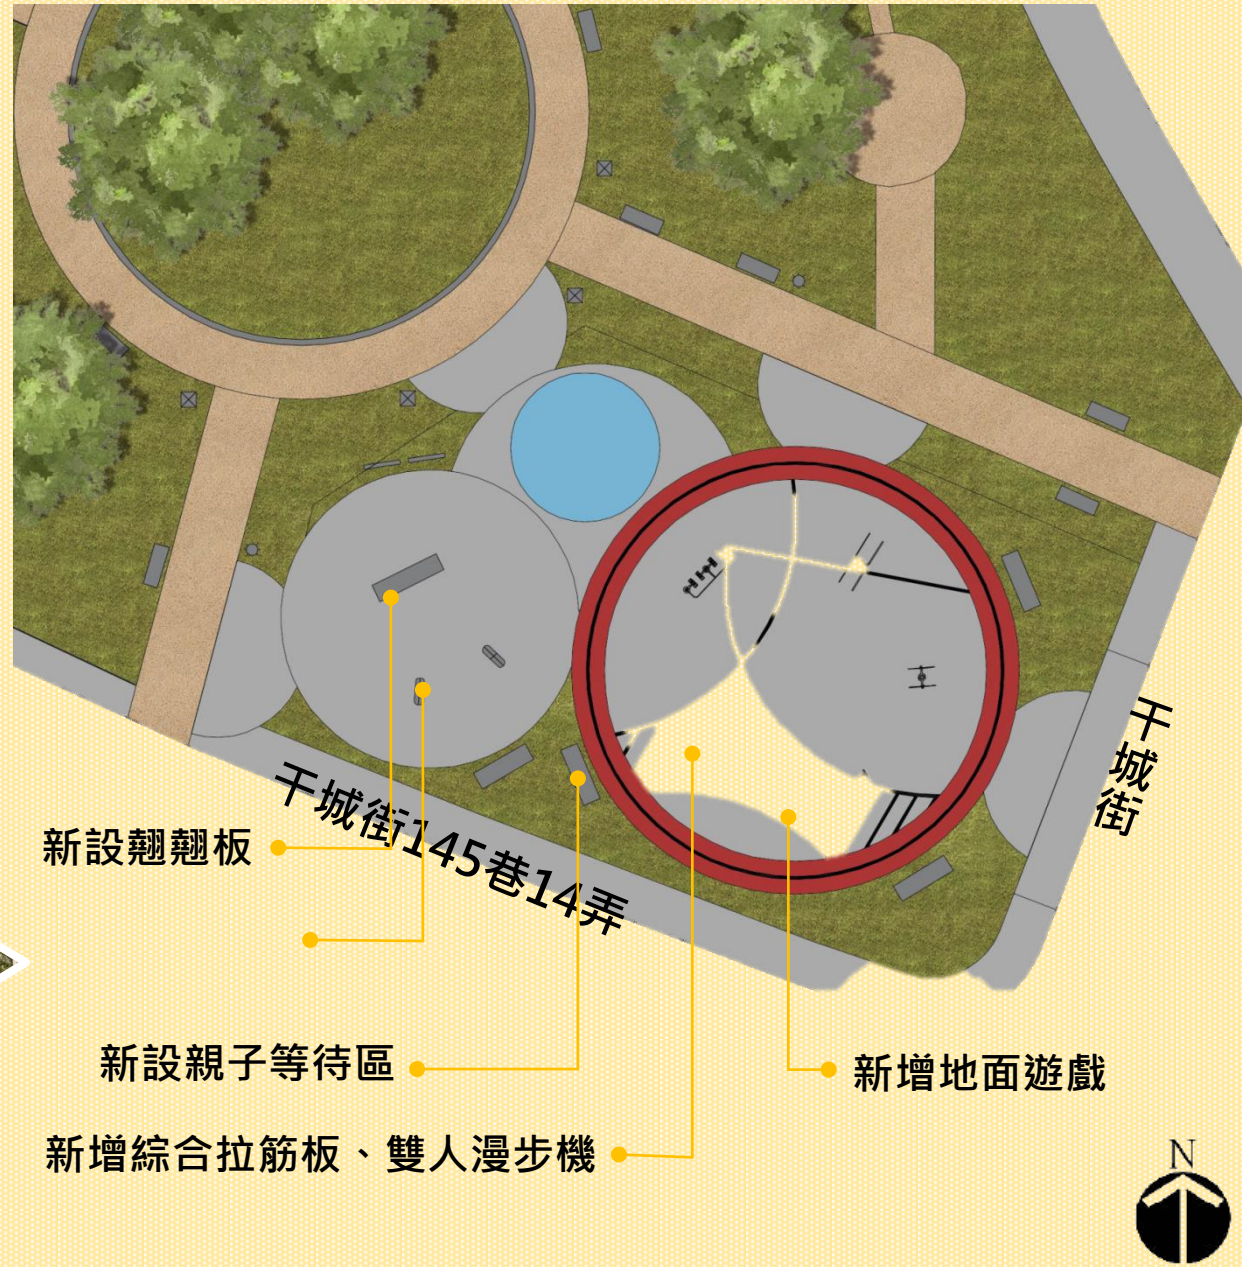 干城街
干城街145巷14弄
新設翹翹板
新設親子等待區
新增地面遊戲
新增綜合拉筋板、雙人漫步機
N